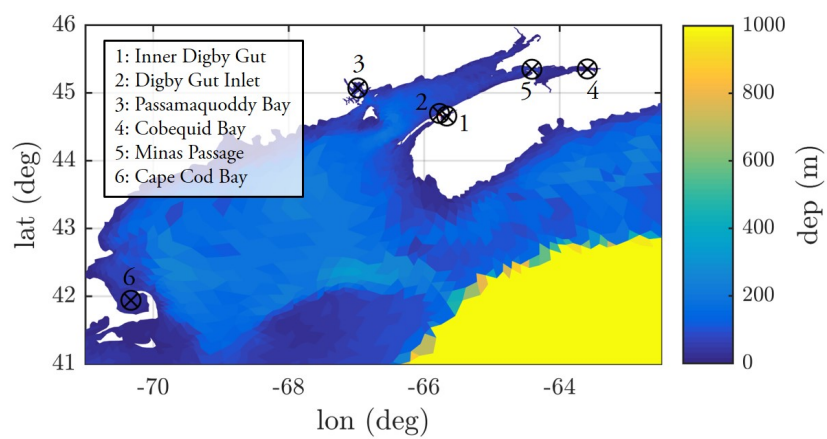 46
45
44
43
42
41
lat (deg)
1: Inner Digby Gut
2: Digby Gut Inlet
3: Passamaquoddy Bay
4: Cobequid Bay
5: Minas Passage
6: Cape Cod Bay
3
2
1
5
4
6
-70
-68
-66
-64
lon (deg)
1000
800
600
400
200
0
dep (m)